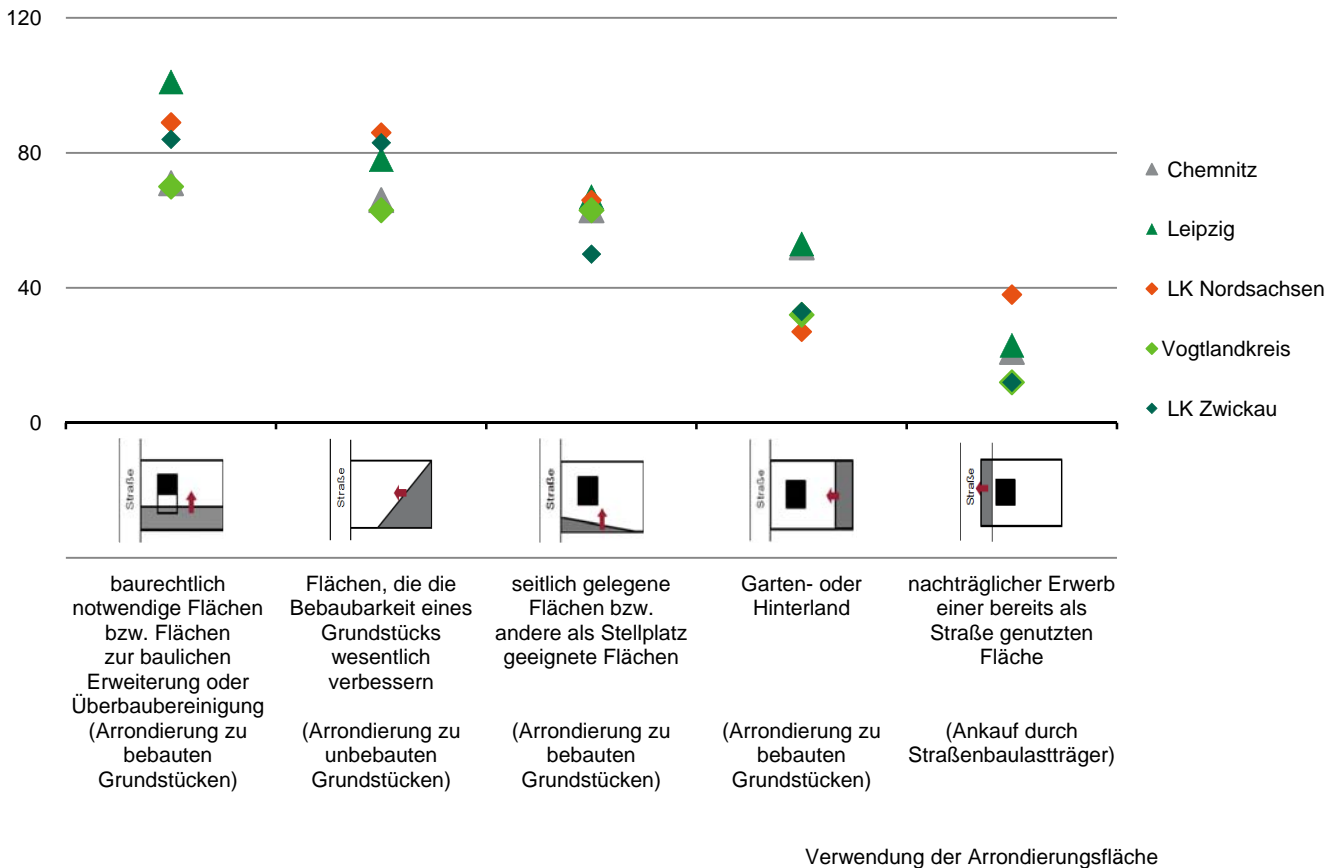 120
80
40
0
Chemnitz
Leipzig
LK Nordsachsen
Vogtlandkreis
LK Zwickau
Straße
Straße
Straße
Straße
Straße
baurechtlich
notwendige Flächen
bzw. Flächen
zur baulichen
Erweiterung oder
Überbaubereinigung
(Arrondierung zu
bebauten
Grundstücken)
Flächen, die die
Bebaubarkeit eines
Grundstücks
wesentlich
verbessern
(Arrondierung zu
unbebauten
Grundstücken)
seitlich gelegene
Flächen bzw.
andere als Stellplatz
geeignete Flächen
(Arrondierung zu
bebauten
Grundstücken)
Garten- oder
Hinterland
(Arrondierung zu
bebauten
Grundstücken)
nachträglicher Erwerb
einer bereits als
Straße genutzten
Fläche
(Ankauf durch
Straßenbaulastträger)
Verwendung der Arrondierungsfläche